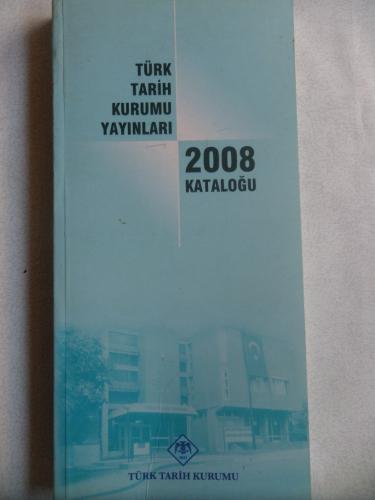 TÜRK
TARİH
KURUMU
YAYINLARI
2008
KATALOĞU
TÜRK TARİH KURUMU